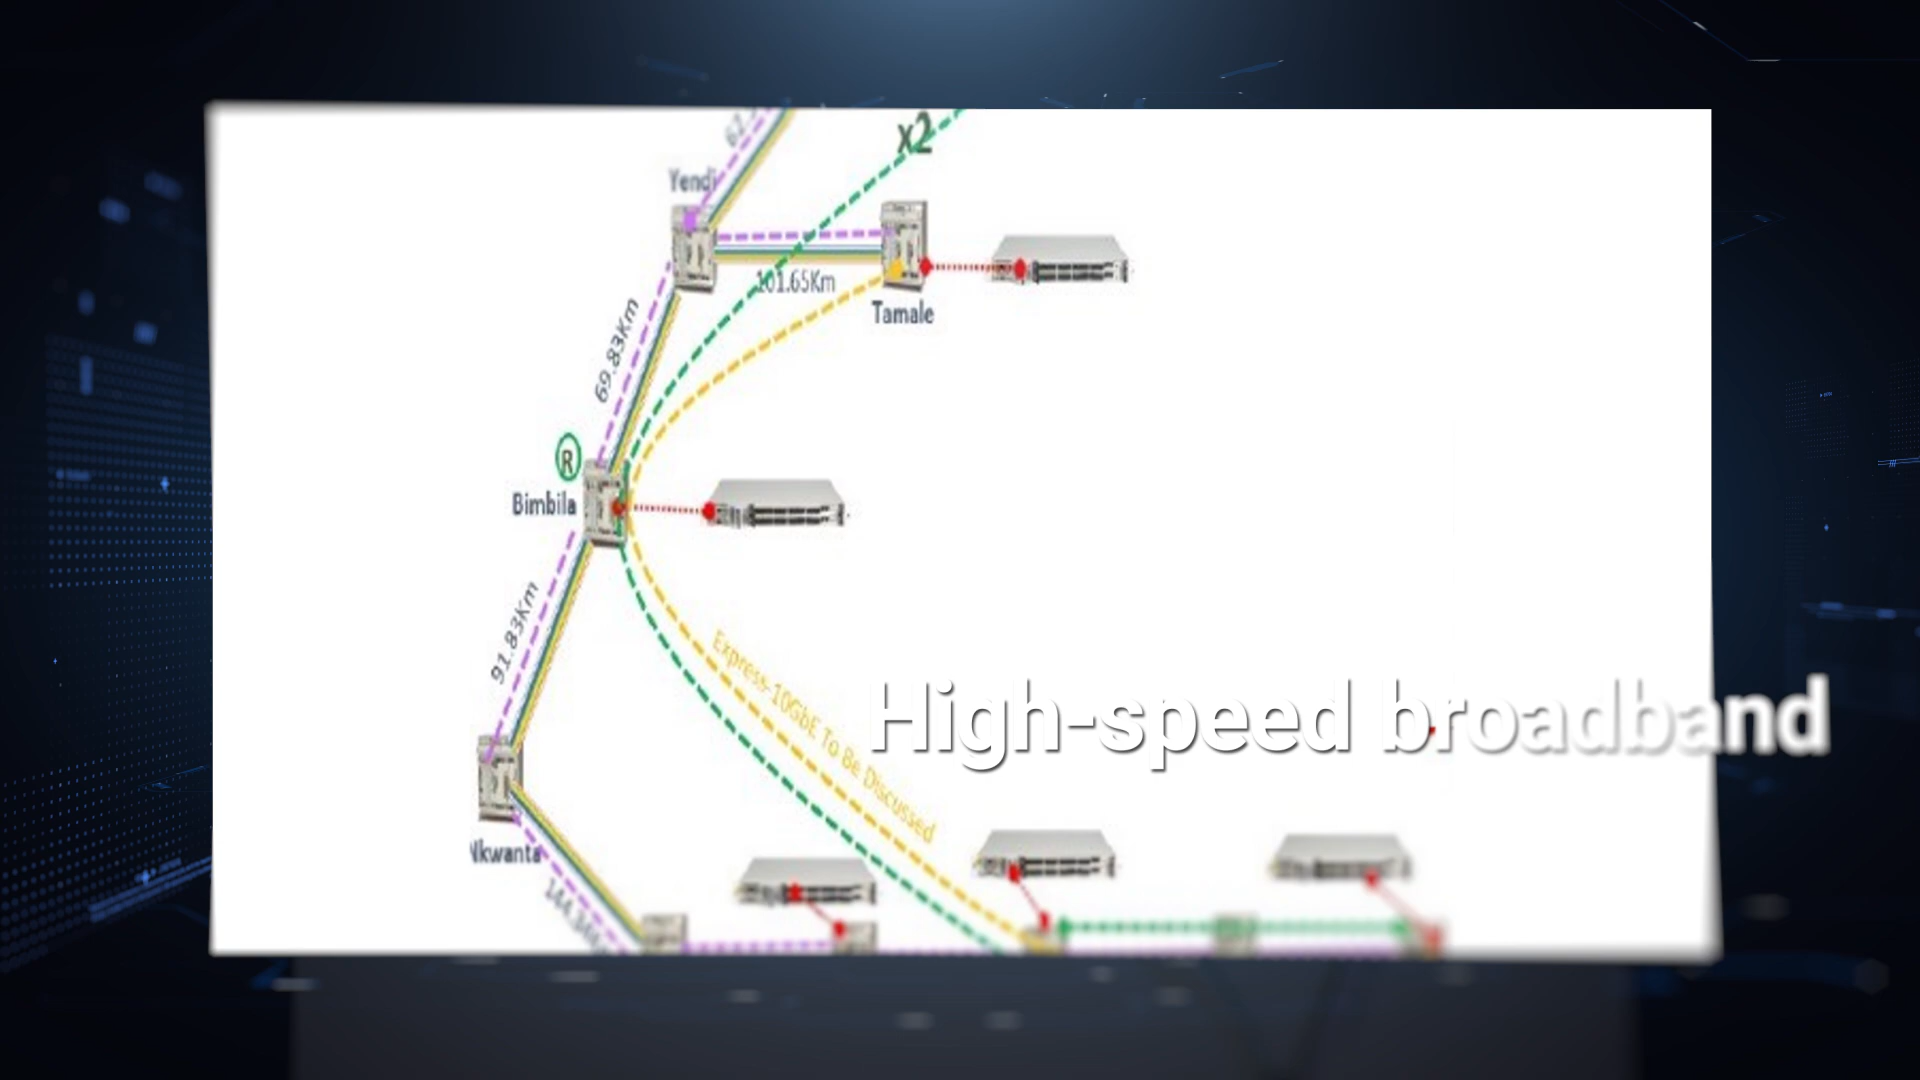 x2
Yendi
101.65Km
Tamale
69.83Km
R
Bimbila
91.83Km
Express-10GbE To Be Discussed
High-speed broadband
Nkwanta